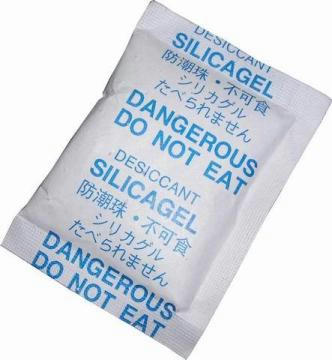 DESICCANT
SILICAGEL
防潮珠·不可食
シリカゲル
たべられません
DANGEROUS
DO NOT EAT
DESICCANT
SILICAGEL
防潮珠·不可食
シリカゲル
たべられません
DANGEROUS
DO NOT EAT